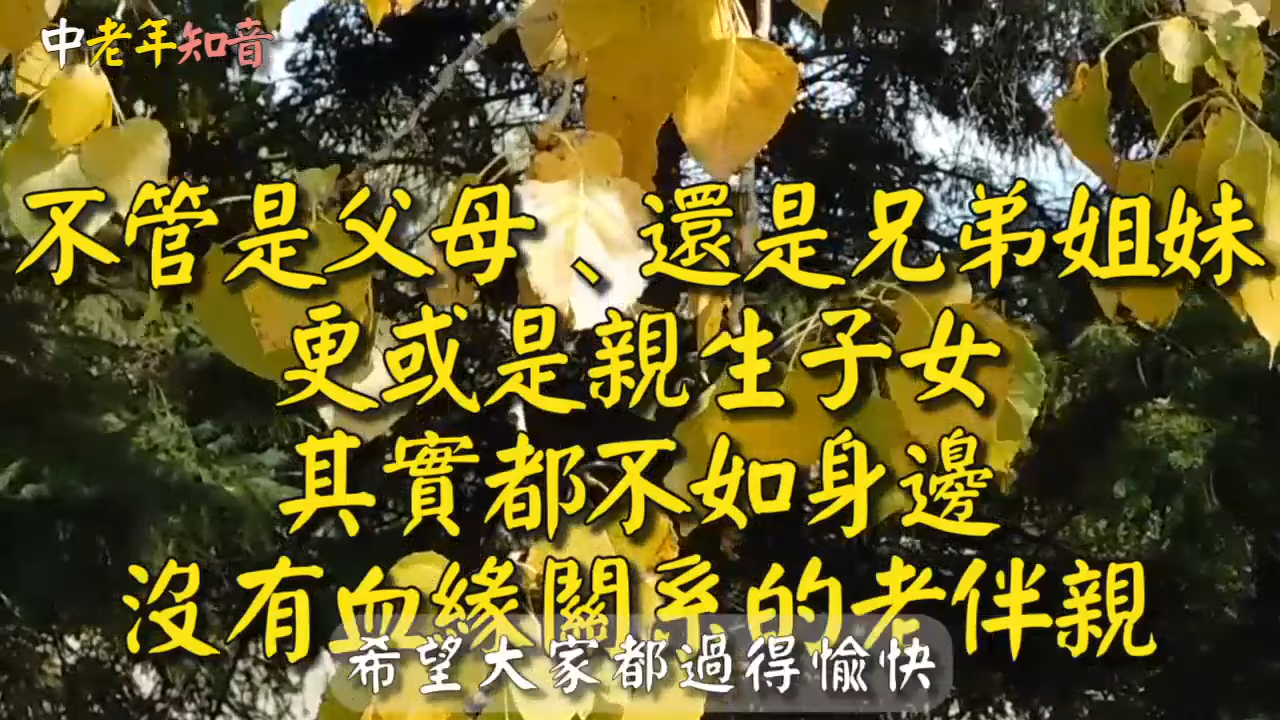 中老年知音
不管是父母、還是兄弟姐妹
更或是親生子女
其實都不如身邊
沒有血緣關系的老伴親
希望大家都過得愉快